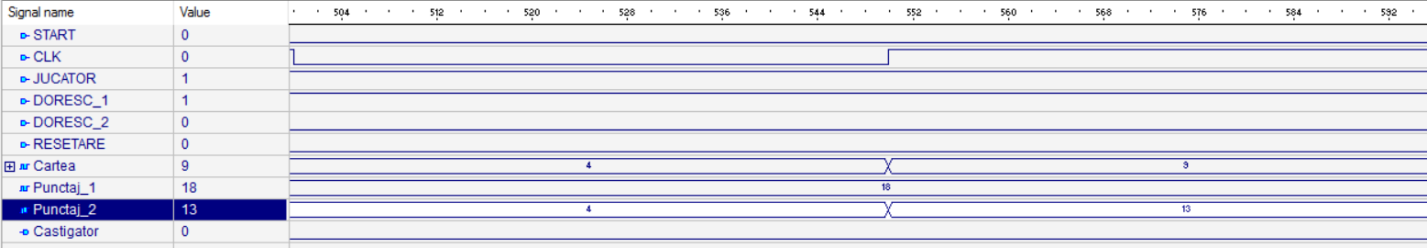 Signal name Value 504 512 520 528 536 544 552 560 568 576 584 592
START 0
CLK 0
JUCATOR 1
DORESC_1 1
DORESC_2 0
RESETARE 0
Cartea 9 4 9
Punctaj_1 18 18
Punctaj_2 13 4 13
Castigator 0